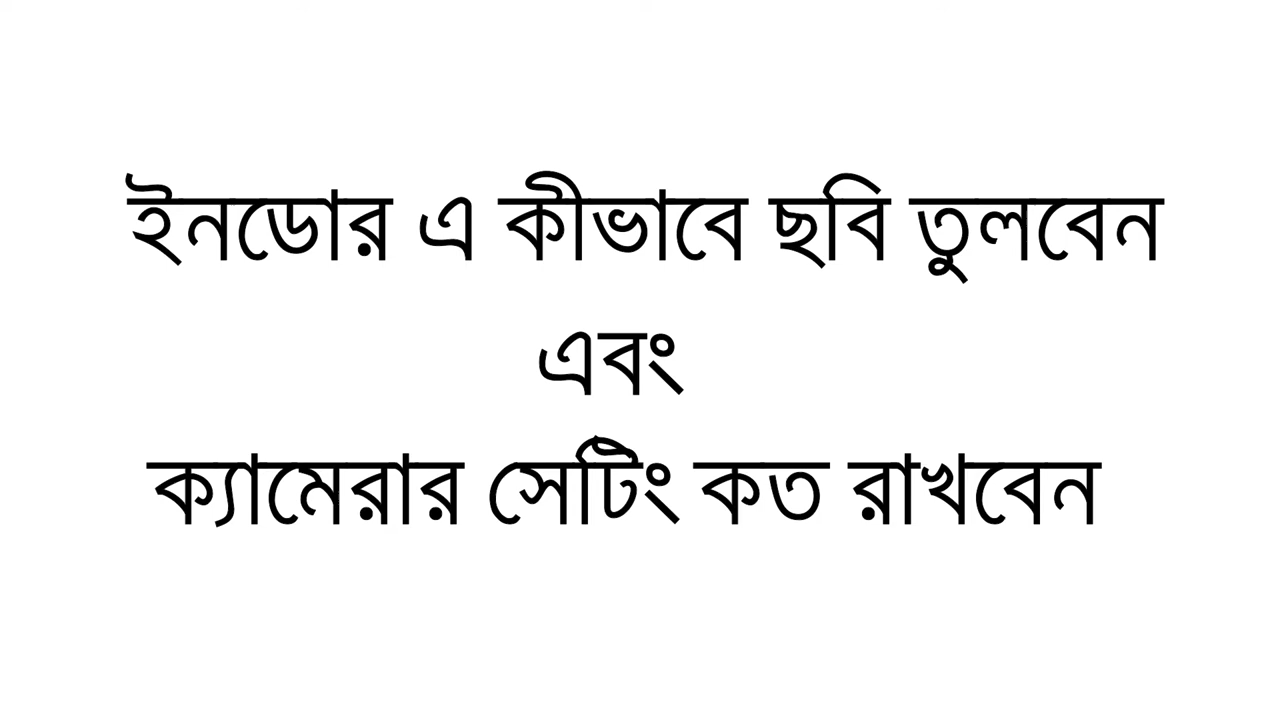 ইনডোর এ কীভাবে ছবি তুলবেন
এবং
ক্যামেরার সেটিং কত রাখবেন